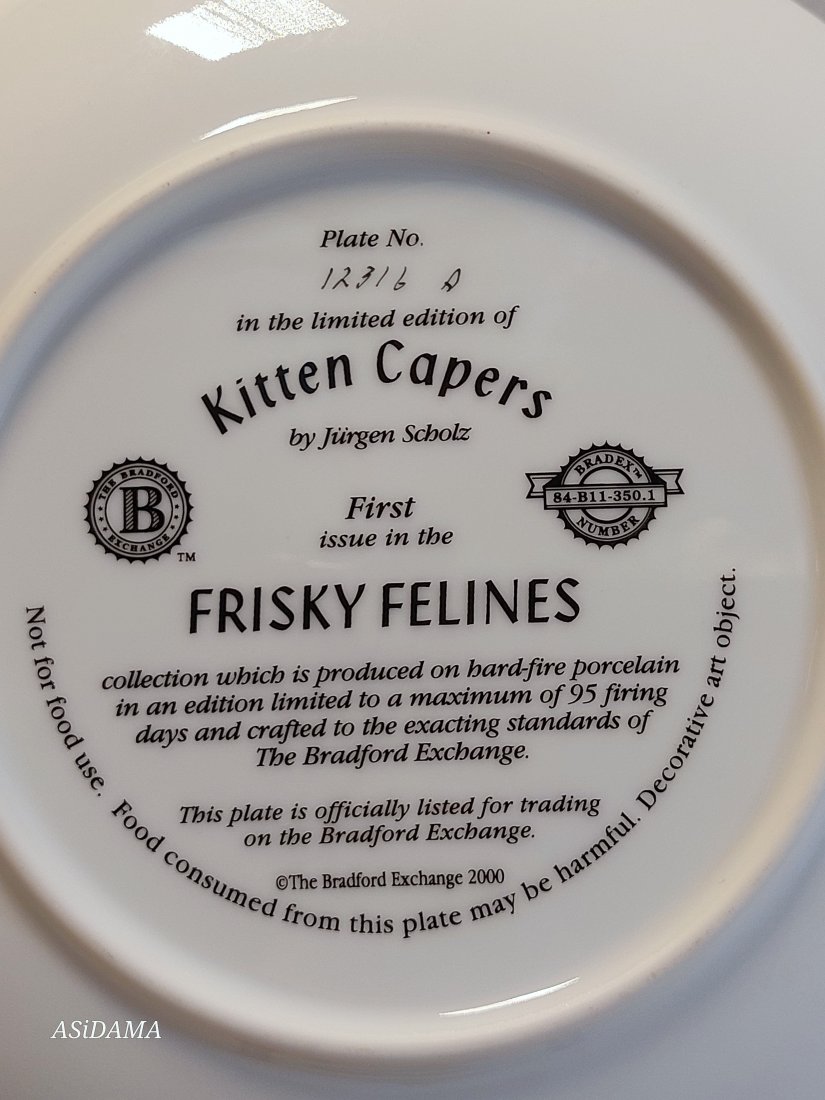 Plate No.
12316 A
in the limited edition of
Kitten Capers
by Jürgen Scholz
THE BRADFORD
B
EXCHANGE
TM
BRADEX™
84-B11-350.1
NUMBER
First
issue in the
FRISKY FELINES
collection which is produced on hard-fire porcelain
in an edition limited to a maximum of 95 firing
days and crafted to the exacting standards of
The Bradford Exchange.
This plate is officially listed for trading
on the Bradford Exchange.
©The Bradford Exchange 2000
Not for food use. Food consumed from this plate may be harmful. Decorative art object.
ASiDAMA